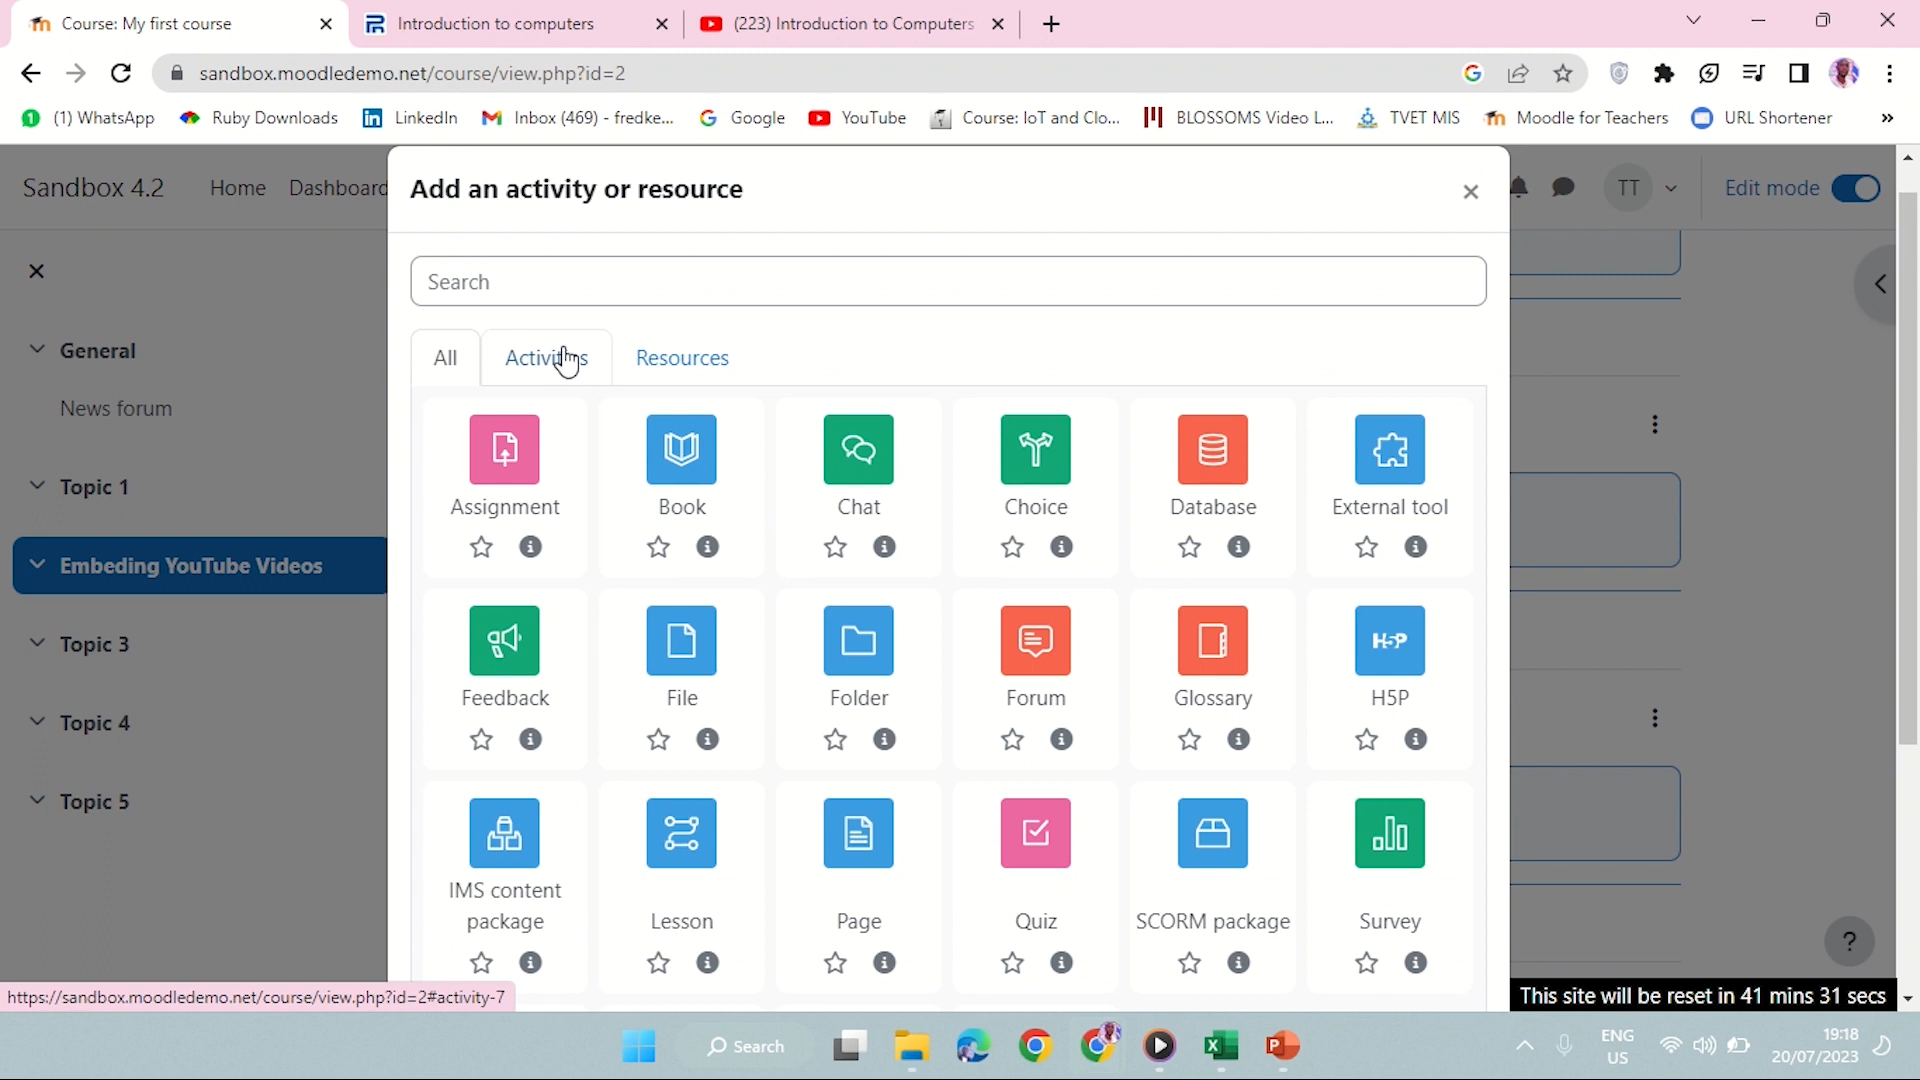 Course: My first course
Introduction to computers
(223) Introduction to Computers
sandbox.moodledemo.net/course/view.php?id=2
(1) WhatsApp
Ruby Downloads
LinkedIn
Inbox (469) - fredke...
Google
YouTube
Course: IoT and Clo...
BLOSSOMS Video L...
TVET MIS
Moodle for Teachers
URL Shortener
Sandbox 4.2
Home
Dashboard
Add an activity or resource
TT
Edit mode
General
News forum
Topic 1
Embeding YouTube Videos
Topic 3
Topic 4
Topic 5
Search
All
Activities
Resources
Assignment
Book
Chat
Choice
Database
External tool
Feedback
File
Folder
Forum
Glossary
H5P
H5P
IMS content
package
Lesson
Page
Quiz
SCORM package
Survey
?
https://sandbox.moodledemo.net/course/view.php?id=2#activity-7
This site will be reset in 41 mins 31 secs
Search
ENG
US
19:18
20/07/2023